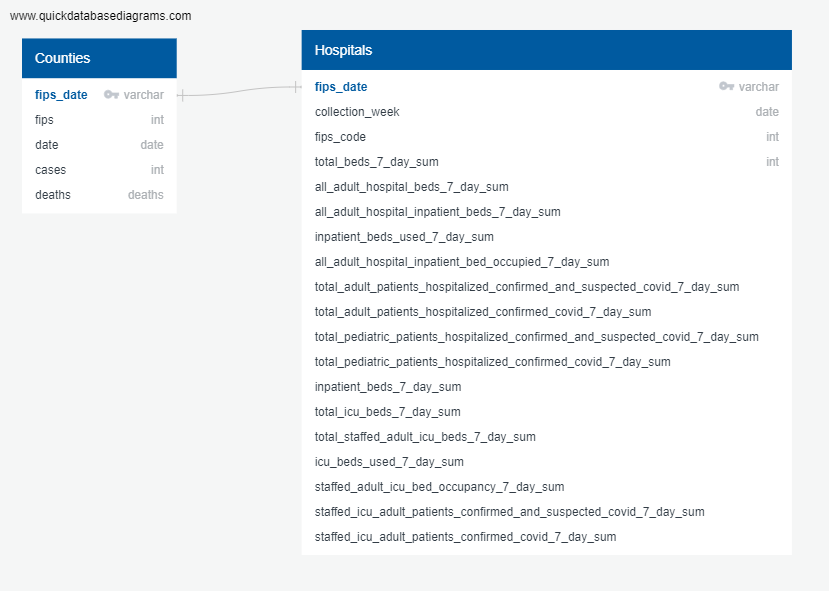 www.quickdatabasediagrams.com
Counties
fips_date varchar
fips int
date date
cases int
deaths deaths
Hospitals
fips_date varchar
collection_week date
fips_code int
total_beds_7_day_sum int
all_adult_hospital_beds_7_day_sum
all_adult_hospital_inpatient_beds_7_day_sum
inpatient_beds_used_7_day_sum
all_adult_hospital_inpatient_bed_occupied_7_day_sum
total_adult_patients_hospitalized_confirmed_and_suspected_covid_7_day_sum
total_adult_patients_hospitalized_confirmed_covid_7_day_sum
total_pediatric_patients_hospitalized_confirmed_and_suspected_covid_7_day_sum
total_pediatric_patients_hospitalized_confirmed_covid_7_day_sum
inpatient_beds_7_day_sum
total_icu_beds_7_day_sum
total_staffed_adult_icu_beds_7_day_sum
icu_beds_used_7_day_sum
staffed_adult_icu_bed_occupancy_7_day_sum
staffed_icu_adult_patients_confirmed_and_suspected_covid_7_day_sum
staffed_icu_adult_patients_confirmed_covid_7_day_sum